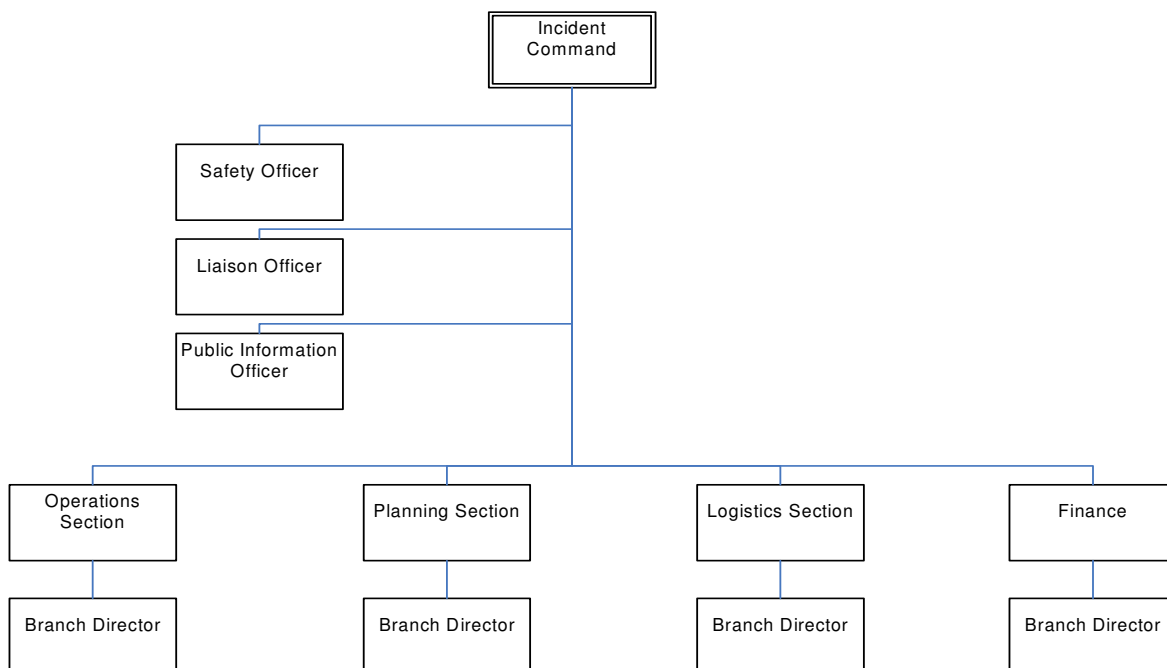 Incident
Command
Safety Officer
Liaison Officer
Public Information
Officer
Operations
Section
Planning Section
Logistics Section
Finance
Branch Director
Branch Director
Branch Director
Branch Director